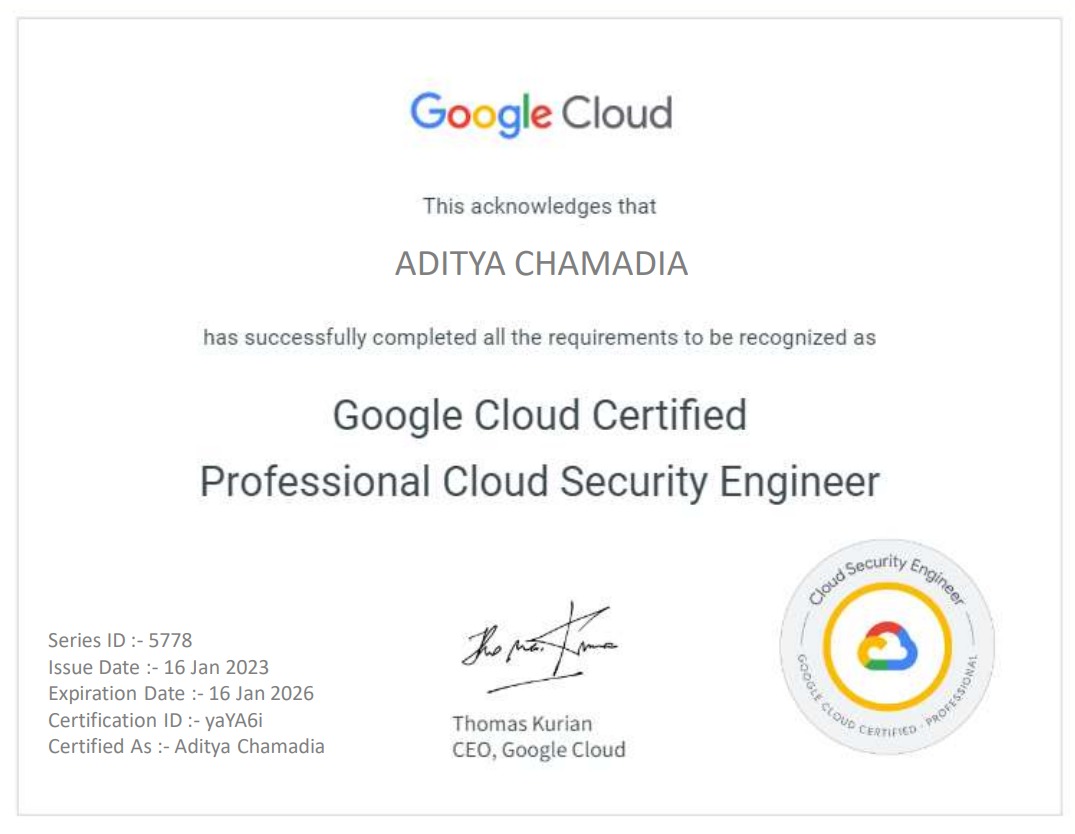 Google Cloud
This acknowledges that
ADITYA CHAMADIA
has successfully completed all the requirements to be recognized as
Google Cloud Certified
Professional Cloud Security Engineer
Series ID :- 5778
Issue Date :- 16 Jan 2023
Expiration Date :- 16 Jan 2026
Certification ID :- yaYA6i
Certified As :- Aditya Chamadia
Thomas Kurian
Thomas Kurian
CEO, Google Cloud
Cloud Security Engineer
GOOGLE CLOUD CERTIFIED · PROFESSIONAL